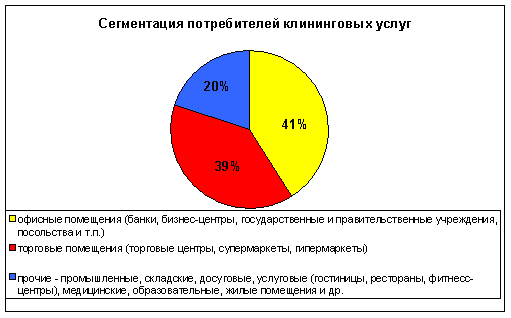 Сегментация потребителей клининговых услуг
20%
41%
39%
офисные помещения (банки, бизнес-центры, государственные и правительственные учреждения,
посольства и т.п.)
торговые помещения (торговые центры, супермаркеты, гипермаркеты)
прочие - промышленные, складские, досуговые, услуговые (гостиницы, рестораны, фитнесс-
центры), медицинские, образовательные, жилые помещения и др.